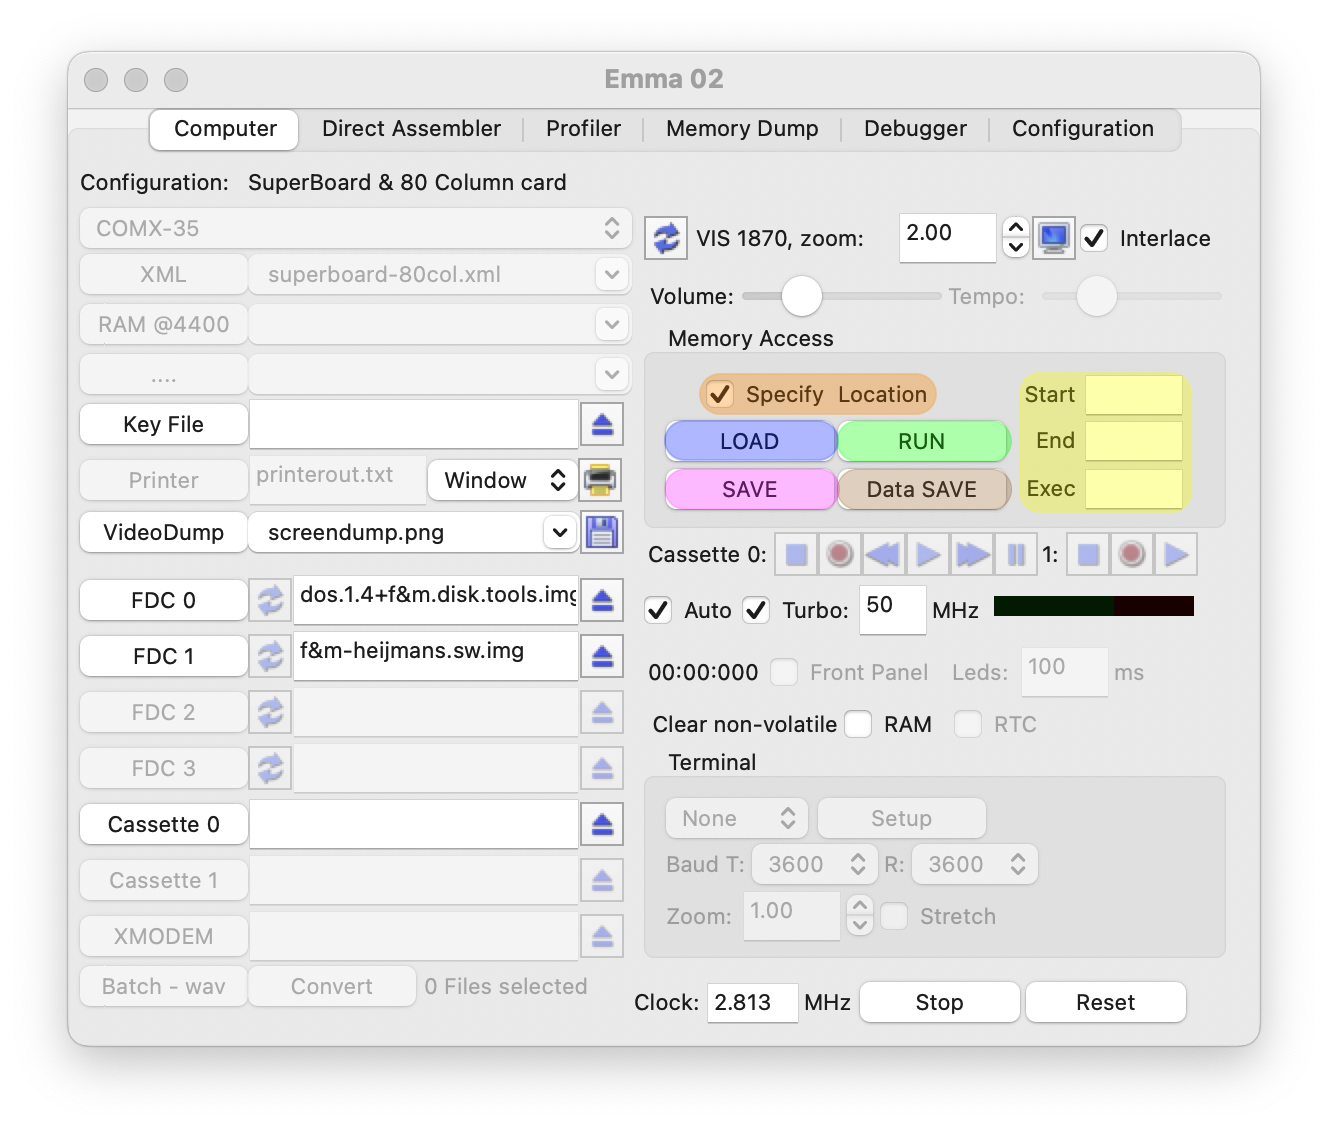 Emma 02
Computer Direct Assembler Profiler Memory Dump Debugger Configuration
Configuration: SuperBoard & 80 Column card
COMX-35
XML superboard-80col.xml
RAM @4400
....
Key File
Printer printerout.txt Window
VideoDump screendump.png
FDC 0 dos.1.4+f&m.disk.tools.img
FDC 1 f&m-heijmans.sw.img
FDC 2
FDC 3
Cassette 0
Cassette 1
XMODEM
Batch - wav Convert 0 Files selected
VIS 1870, zoom: 2.00 Interlace
Volume: Tempo:
Memory Access
Specify Location Start
LOAD RUN End
SAVE Data SAVE Exec
Cassette 0: 1:
Auto Turbo: 50 MHz
00:00:000 Front Panel Leds: 100 ms
Clear non-volatile RAM RTC
Terminal
None Setup
Baud T: 3600 R: 3600
Zoom: 1.00 Stretch
Clock: 2.813 MHz Stop Reset